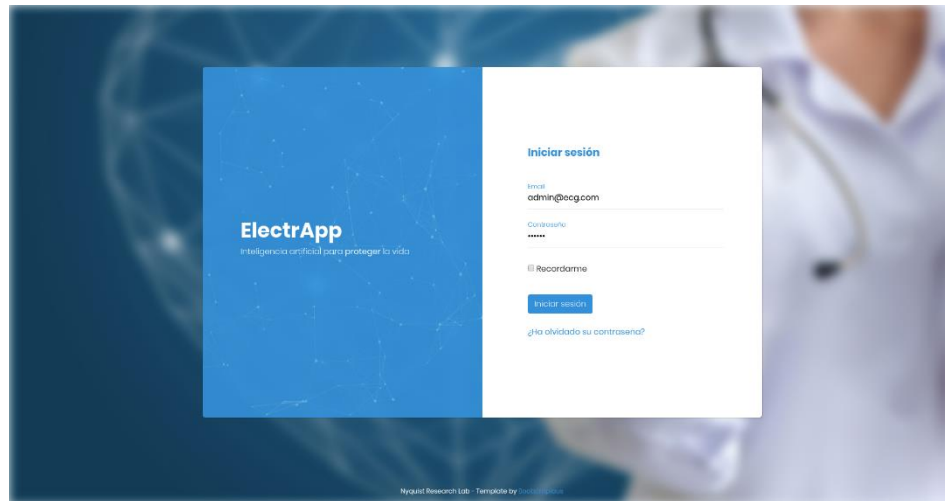 Iniciar sesión
Email
admin@ecg.com
Contraseña
••••••
ElectrApp
Inteligencia artificial para proteger la vida
Recordarme
Iniciar sesión
¿Ha olvidado su contrasena?
Nyquist Research Lab - Template by